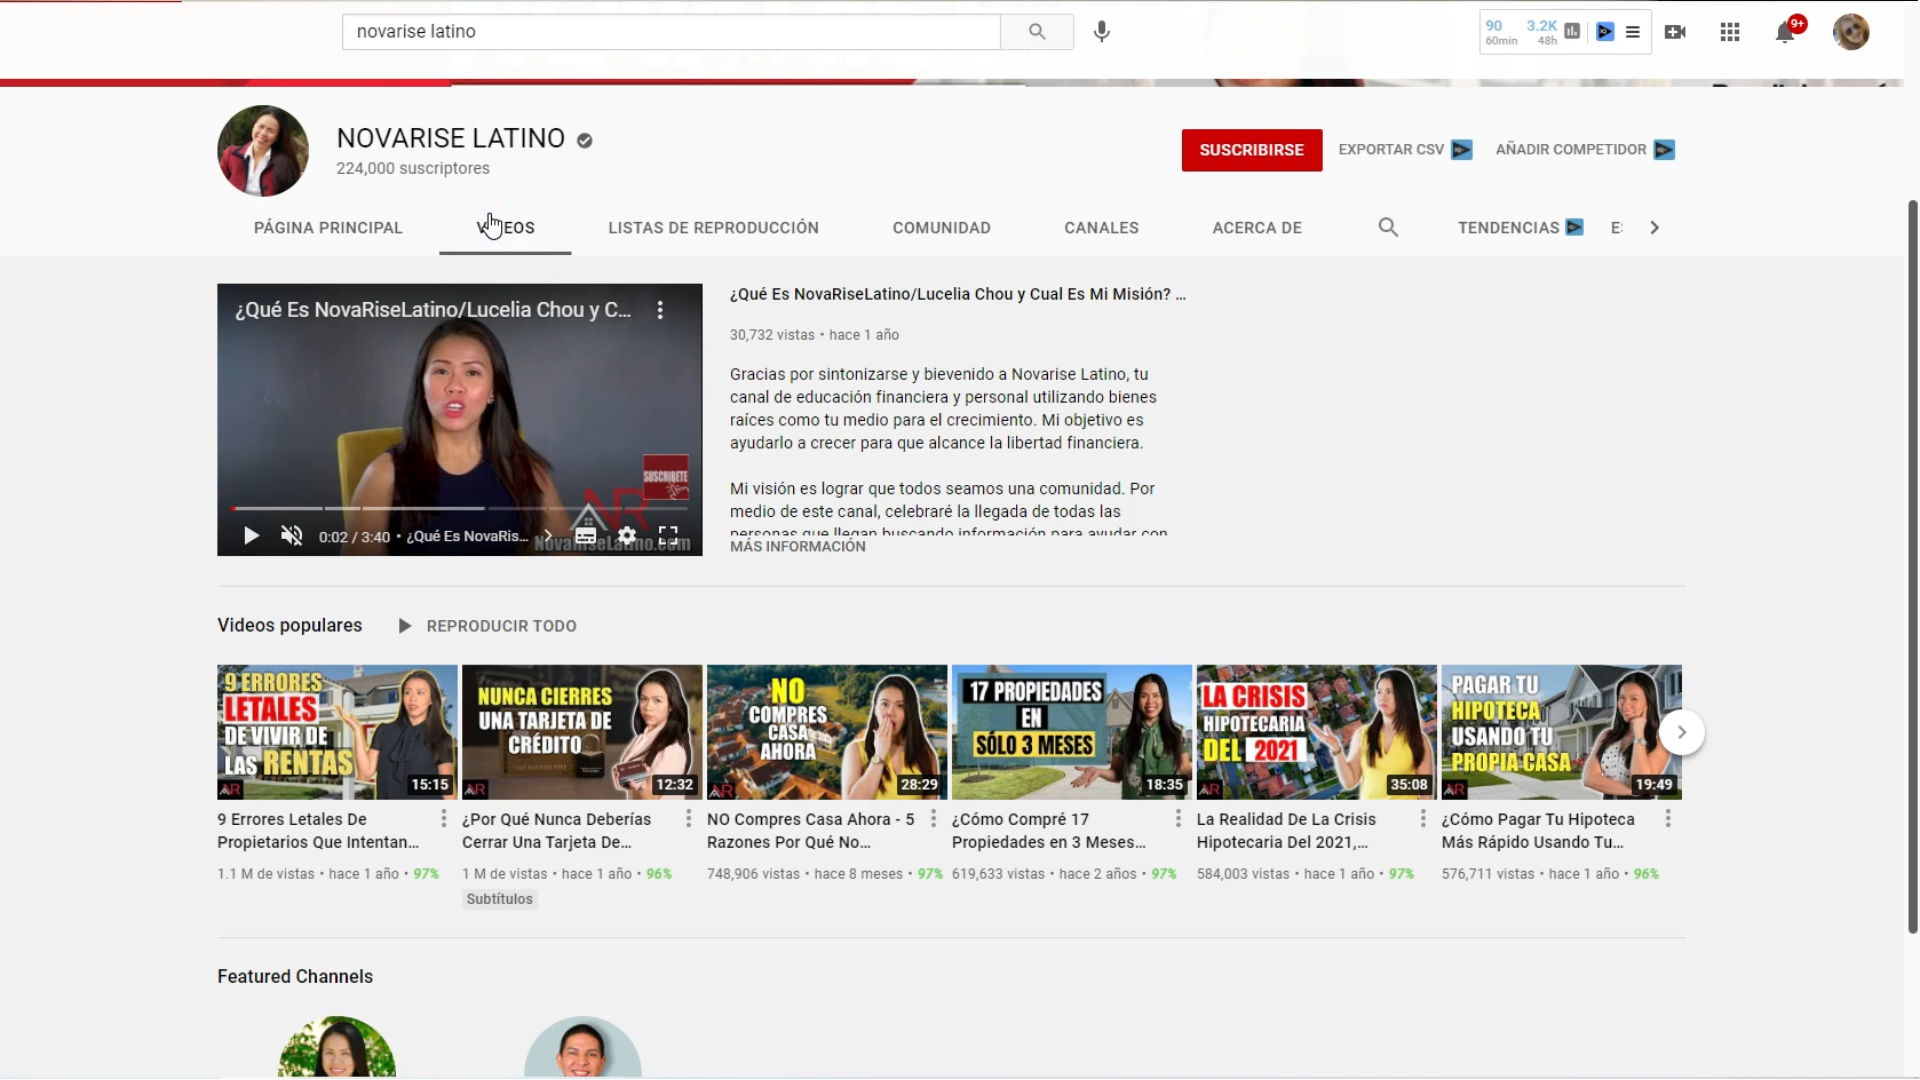 novarise latino
90
60min
3.2K
48h
9+
NOVARISE LATINO
224,000 suscriptores
SUSCRIBIRSE
EXPORTAR CSV
AÑADIR COMPETIDOR
PÁGINA PRINCIPAL
LISTAS DE REPRODUCCIÓN
COMUNIDAD
CANALES
ACERCA DE
TENDENCIAS
¿Qué Es NovaRiseLatino/Lucelia Chou y C...
SUSCRIBETE
NR
0:02 / 3:40 • ¿Qué Es NovaRis...
NovaRiseLatino.com
¿Qué Es NovaRiseLatino/Lucelia Chou y Cual Es Mi Misión? ...
30,732 vistas • hace 1 año
Gracias por sintonizarse y bievenido a Novarise Latino, tu
canal de educación financiera y personal utilizando bienes
raíces como tu medio para el crecimiento. Mi objetivo es
ayudarlo a crecer para que alcance la libertad financiera.
Mi visión es lograr que todos seamos una comunidad. Por
medio de este canal, celebraré la llegada de todas las
personas que llegan buscando información para ayudar con
MÁS INFORMACIÓN
Videos populares
REPRODUCIR TODO
9 ERRORES
LETALES
DE VIVIR DE
LAS RENTAS
15:15
NUNCA CIERRES
UNA TARJETA DE
CRÉDITO
12:32
NO
COMPRES
CASA
AHORA
28:29
17 PROPIEDADES
EN
SÓLO 3 MESES
18:35
LA CRISIS
HIPOTECARIA
DEL 2021
35:08
PAGAR TU
HIPOTECA
USANDO TU
PROPIA CASA
19:49
9 Errores Letales De
Propietarios Que Intentan...
1.1 M de vistas • hace 1 año • 97%
¿Por Qué Nunca Deberías
Cerrar Una Tarjeta De...
1 M de vistas • hace 1 año • 96%
Subtítulos
NO Compres Casa Ahora - 5
Razones Por Qué No...
748,906 vistas • hace 8 meses • 97%
¿Cómo Compré 17
Propiedades en 3 Meses...
619,633 vistas • hace 2 años • 97%
La Realidad De La Crisis
Hipotecaria Del 2021,...
584,003 vistas • hace 1 año • 97%
¿Cómo Pagar Tu Hipoteca
Más Rápido Usando Tu...
576,711 vistas • hace 1 año • 96%
Featured Channels